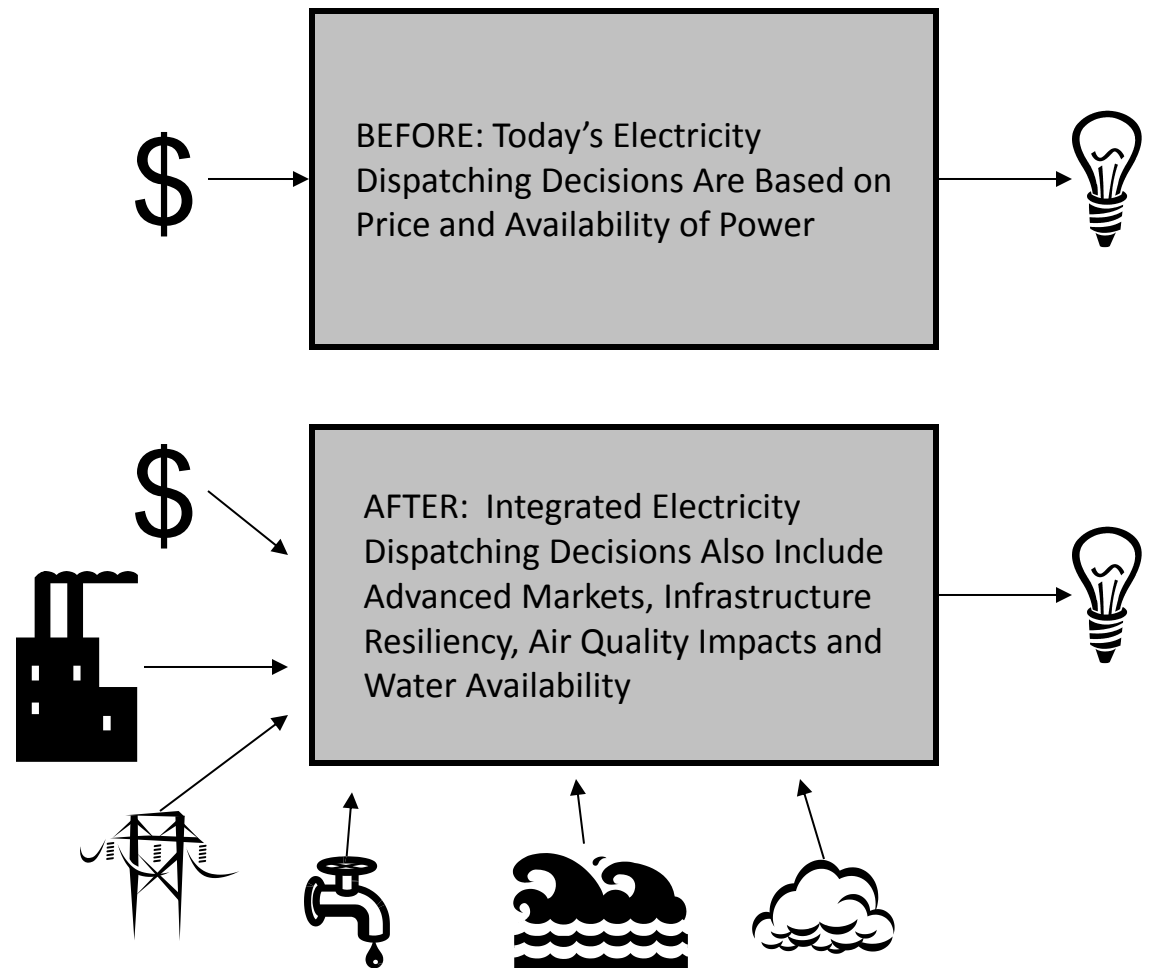 $
BEFORE: Today’s Electricity
Dispatching Decisions Are Based on
Price and Availability of Power
$
AFTER:  Integrated Electricity
Dispatching Decisions Also Include
Advanced Markets, Infrastructure
Resiliency, Air Quality Impacts and
Water Availability